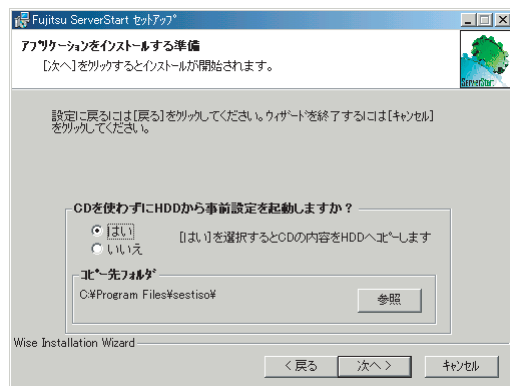 Fujitsu ServerStart ｾｯﾄｱｯﾌﾟ
ｱﾌﾟﾘｹｰｼｮﾝをｲﾝｽﾄｰﾙする準備
[次へ]をｸﾘｯｸするとｲﾝｽﾄｰﾙが開始されます。
ServerStart
設定に戻るには[戻る]をｸﾘｯｸしてください。ｳｨｻﾞｰﾄﾞを終了するには[ｷｬﾝｾﾙ]
をｸﾘｯｸしてください。
CDを使わずにHDDから事前設定を起動しますか？
はい
[はい]を選択するとCDの内容をHDDへｺﾋﾟｰします
いいえ
ｺﾋﾟｰ先ﾌｫﾙﾀﾞ
C:¥Program Files¥sestiso¥
参照
Wise Installation Wizard
< 戻る
次へ >
ｷｬﾝｾﾙ